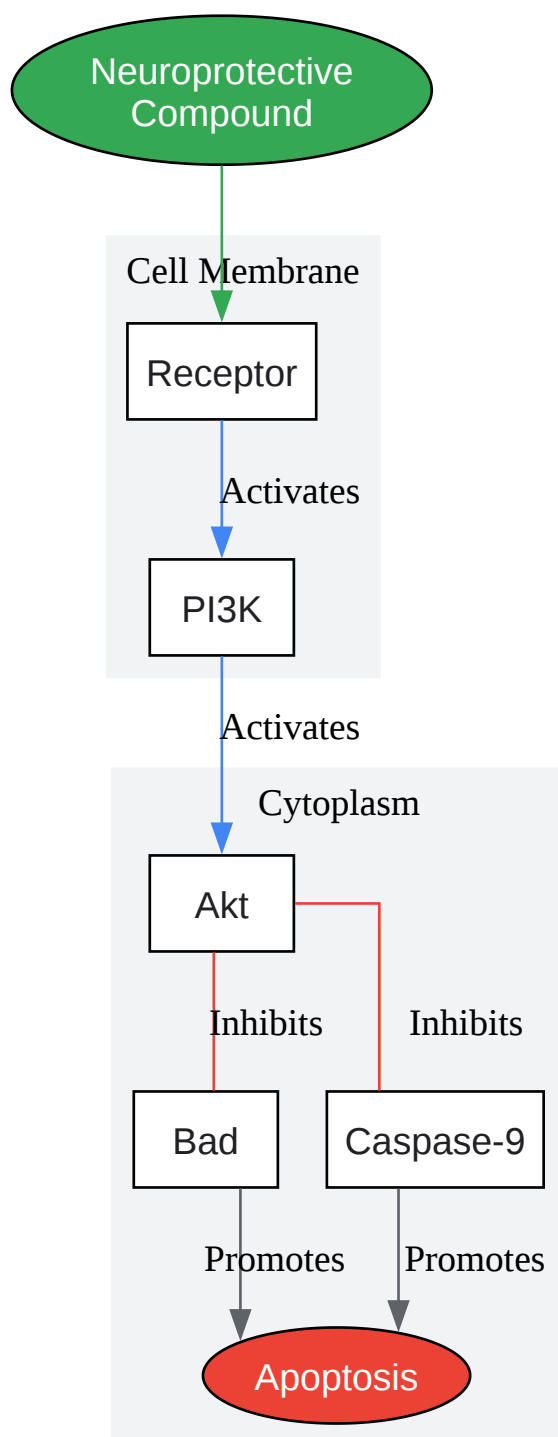 Neuroprotective
Compound
Cell Membrane
Receptor
Activates
PI3K
Activates
Cytoplasm
Akt
Inhibits
Inhibits
Bad
Caspase-9
Promotes
Promotes
Apoptosis